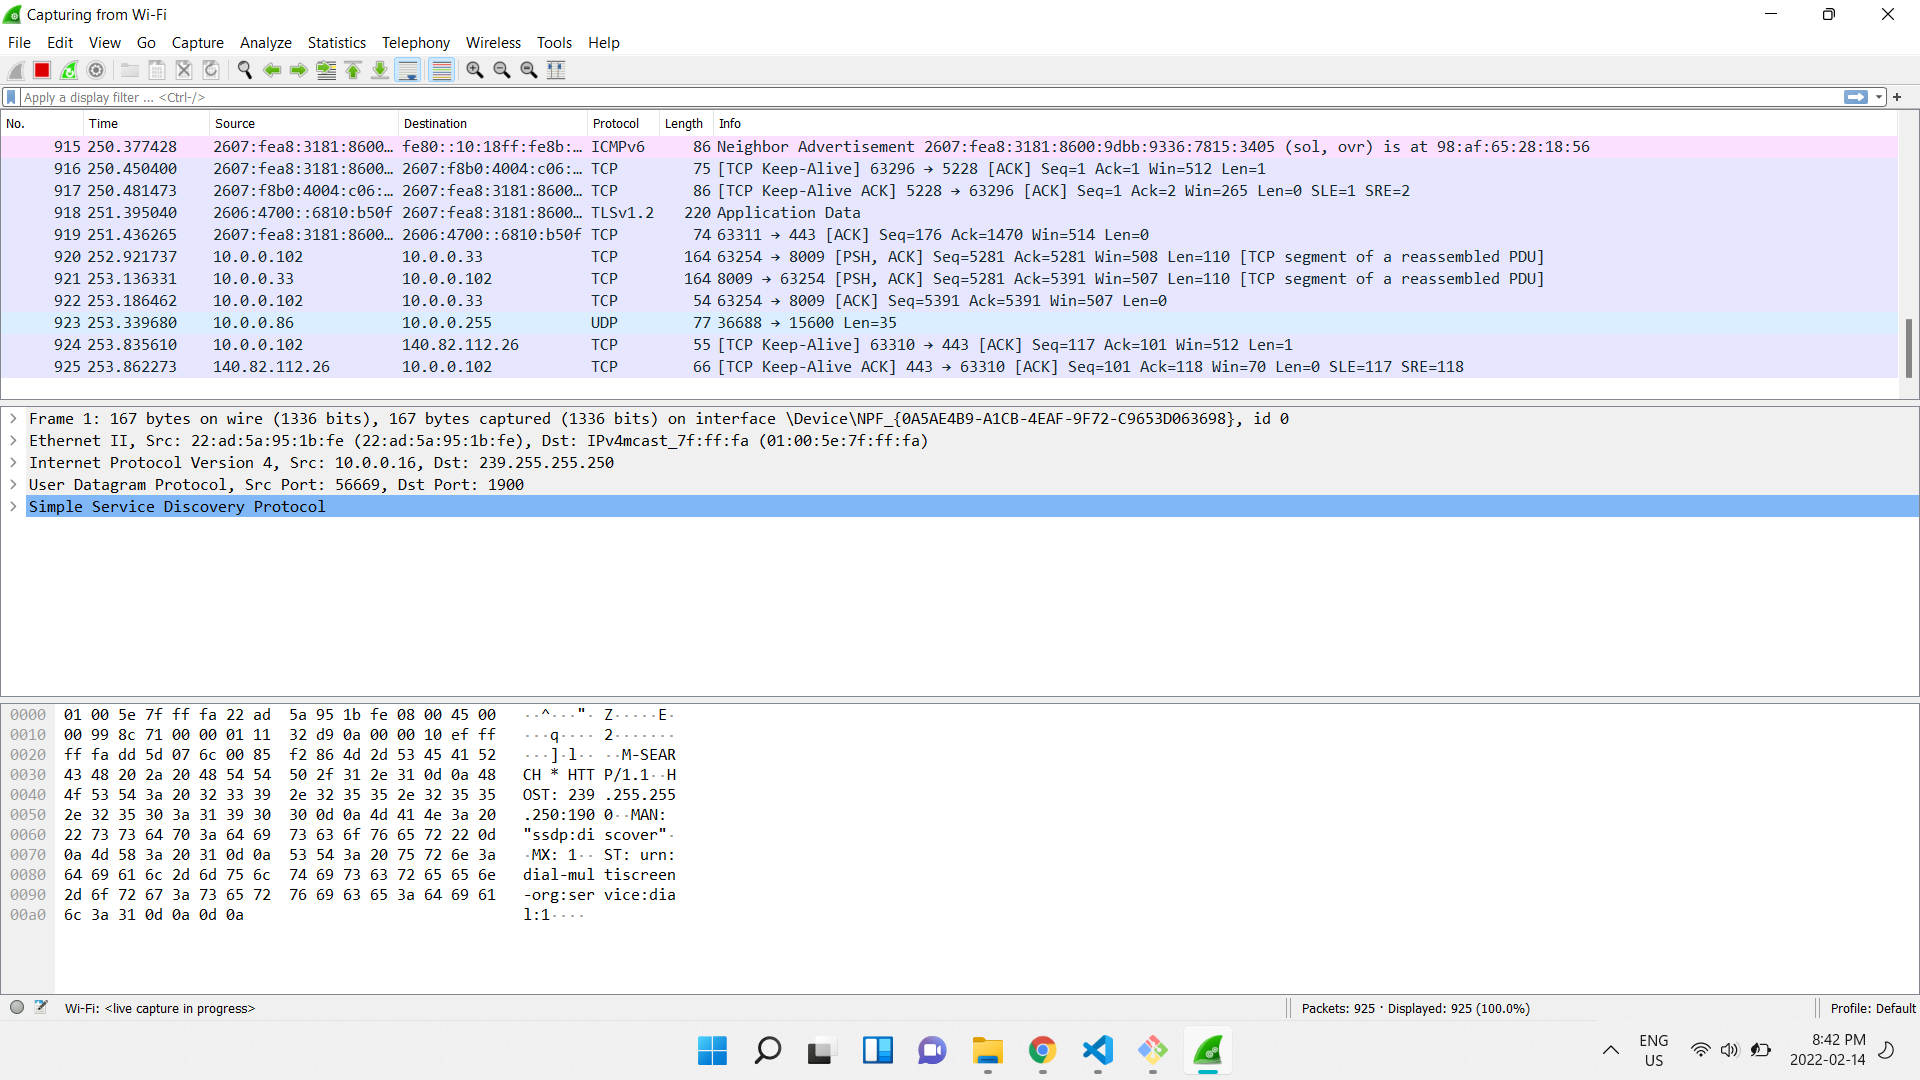 Capturing from Wi-Fi
File Edit View Go Capture Analyze Statistics Telephony Wireless Tools Help
Apply a display filter ... <Ctrl-/>
No. Time Source Destination Protocol Length Info
915 250.377428 2607:fea8:3181:8600… fe80::10:18ff:fe8b:… ICMPv6 86 Neighbor Advertisement 2607:fea8:3181:8600:9dbb:9336:7815:3405 (sol, ovr) is at 98:af:65:28:18:56
916 250.450400 2607:fea8:3181:8600… 2607:f8b0:4004:c06:… TCP 75 [TCP Keep-Alive] 63296 → 5228 [ACK] Seq=1 Ack=1 Win=512 Len=1
917 250.481473 2607:f8b0:4004:c06:… 2607:fea8:3181:8600… TCP 86 [TCP Keep-Alive ACK] 5228 → 63296 [ACK] Seq=1 Ack=2 Win=265 Len=0 SLE=1 SRE=2
918 251.395040 2606:4700::6810:b50f 2607:fea8:3181:8600… TLSv1.2 220 Application Data
919 251.436265 2607:fea8:3181:8600… 2606:4700::6810:b50f TCP 74 63311 → 443 [ACK] Seq=176 Ack=1470 Win=514 Len=0
920 252.921737 10.0.0.102 10.0.0.33 TCP 164 63254 → 8009 [PSH, ACK] Seq=5281 Ack=5281 Win=508 Len=110 [TCP segment of a reassembled PDU]
921 253.136331 10.0.0.33 10.0.0.102 TCP 164 8009 → 63254 [PSH, ACK] Seq=5281 Ack=5391 Win=507 Len=110 [TCP segment of a reassembled PDU]
922 253.186462 10.0.0.102 10.0.0.33 TCP 54 63254 → 8009 [ACK] Seq=5391 Ack=5391 Win=507 Len=0
923 253.339680 10.0.0.86 10.0.0.255 UDP 77 36688 → 15600 Len=35
924 253.835610 10.0.0.102 140.82.112.26 TCP 55 [TCP Keep-Alive] 63310 → 443 [ACK] Seq=117 Ack=101 Win=512 Len=1
925 253.862273 140.82.112.26 10.0.0.102 TCP 66 [TCP Keep-Alive ACK] 443 → 63310 [ACK] Seq=101 Ack=118 Win=70 Len=0 SLE=117 SRE=118
Frame 1: 167 bytes on wire (1336 bits), 167 bytes captured (1336 bits) on interface \Device\NPF_{0A5AE4B9-A1CB-4EAF-9F72-C9653D063698}, id 0
Ethernet II, Src: 22:ad:5a:95:1b:fe (22:ad:5a:95:1b:fe), Dst: IPv4mcast_7f:ff:fa (01:00:5e:7f:ff:fa)
Internet Protocol Version 4, Src: 10.0.0.16, Dst: 239.255.255.250
User Datagram Protocol, Src Port: 56669, Dst Port: 1900
Simple Service Discovery Protocol
0000 01 00 5e 7f ff fa 22 ad 5a 95 1b fe 08 00 45 00 ··^···"· Z·····E·
0010 00 99 8c 71 00 00 01 11 32 d9 0a 00 00 10 ef ff ···q···· 2·······
0020 ff fa dd 5d 07 6c 00 85 f2 86 4d 2d 53 45 41 52 ···]·l·· ··M-SEAR
0030 43 48 20 2a 20 48 54 54 50 2f 31 2e 31 0d 0a 48 CH * HTT P/1.1··H
0040 4f 53 54 3a 20 32 33 39 2e 32 35 35 2e 32 35 35 OST: 239 .255.255
0050 2e 32 35 30 3a 31 39 30 30 0d 0a 4d 41 4e 3a 20 .250:190 0··MAN:
0060 22 73 73 64 70 3a 64 69 73 63 6f 76 65 72 22 0d "ssdp:di scover"·
0070 0a 4d 58 3a 20 31 0d 0a 53 54 3a 20 75 72 6e 3a ·MX: 1·· ST: urn:
0080 64 69 61 6c 2d 6d 75 6c 74 69 73 63 72 65 65 6e dial-mul tiscreen
0090 2d 6f 72 67 3a 73 65 72 76 69 63 65 3a 64 69 61 -org:ser vice:dia
00a0 6c 3a 31 0d 0a 0d 0a l:1····
Wi-Fi: <live capture in progress> Packets: 925 · Displayed: 925 (100.0%) Profile: Default
ENG 8:42 PM
US 2022-02-14